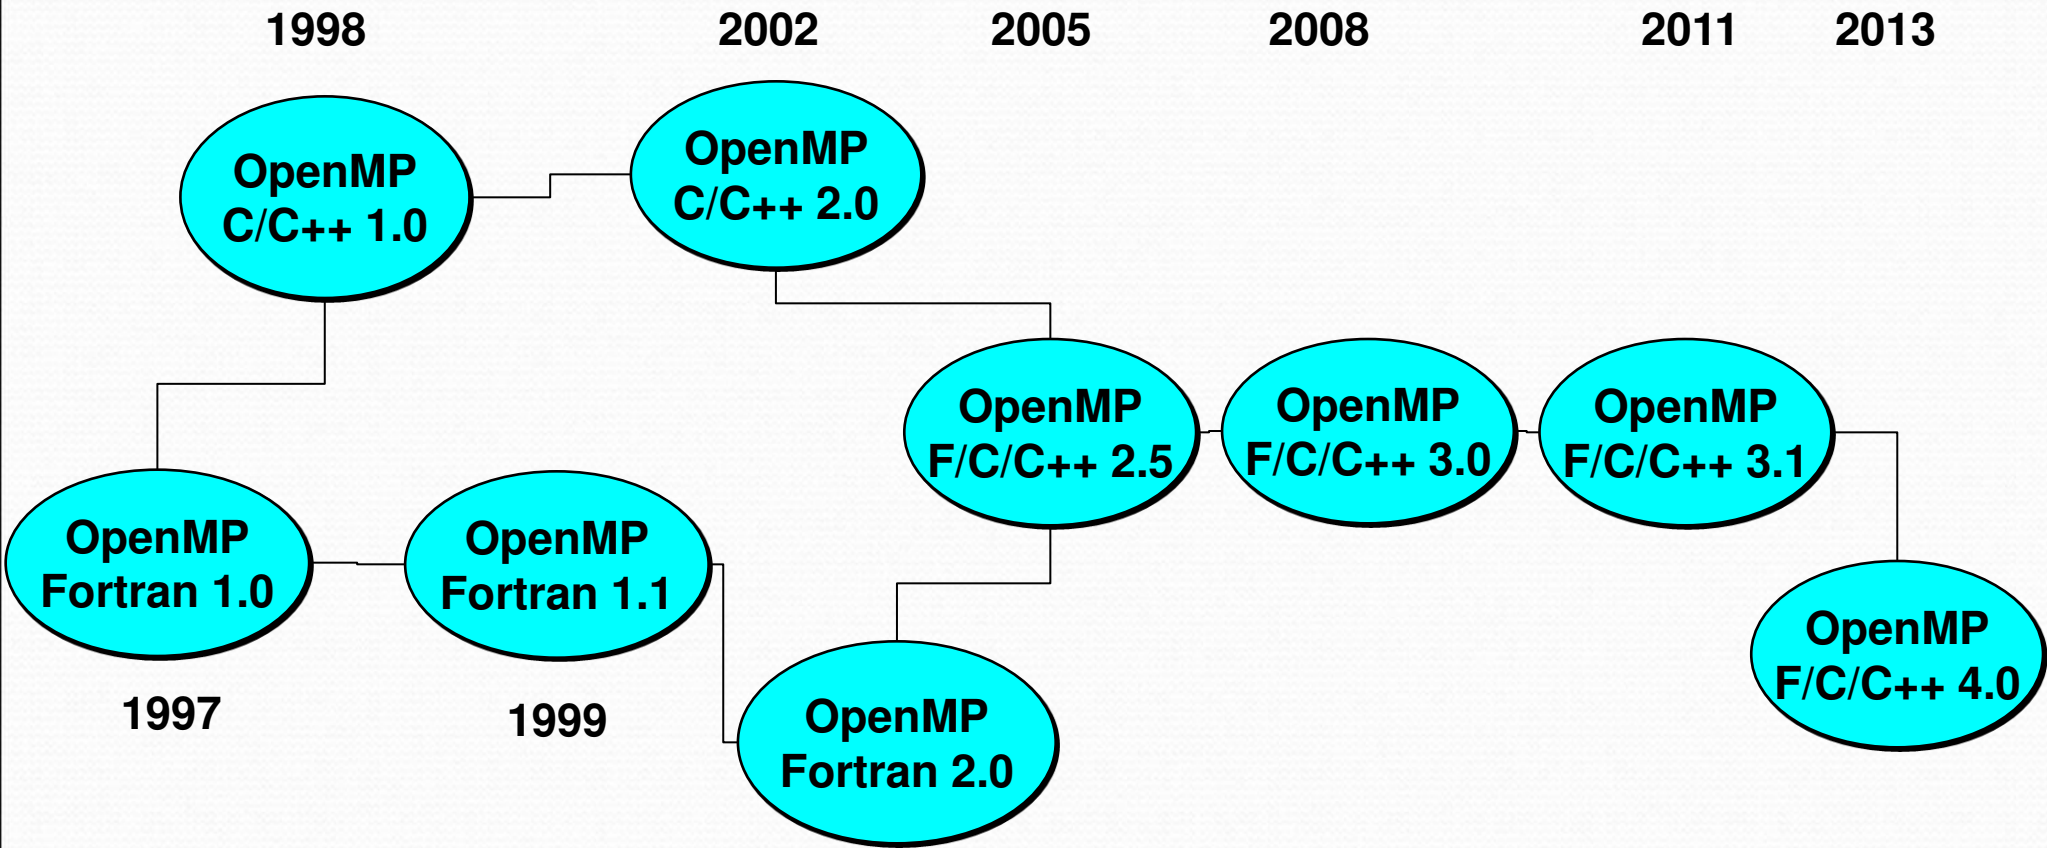 1998
2002
2005
2008
2011
2013
OpenMP
C/C++ 1.0
OpenMP
C/C++ 2.0
OpenMP
F/C/C++ 2.5
OpenMP
F/C/C++ 3.0
OpenMP
F/C/C++ 3.1
OpenMP
Fortran 1.0
OpenMP
Fortran 1.1
OpenMP
F/C/C++ 4.0
1997
1999
OpenMP
Fortran 2.0